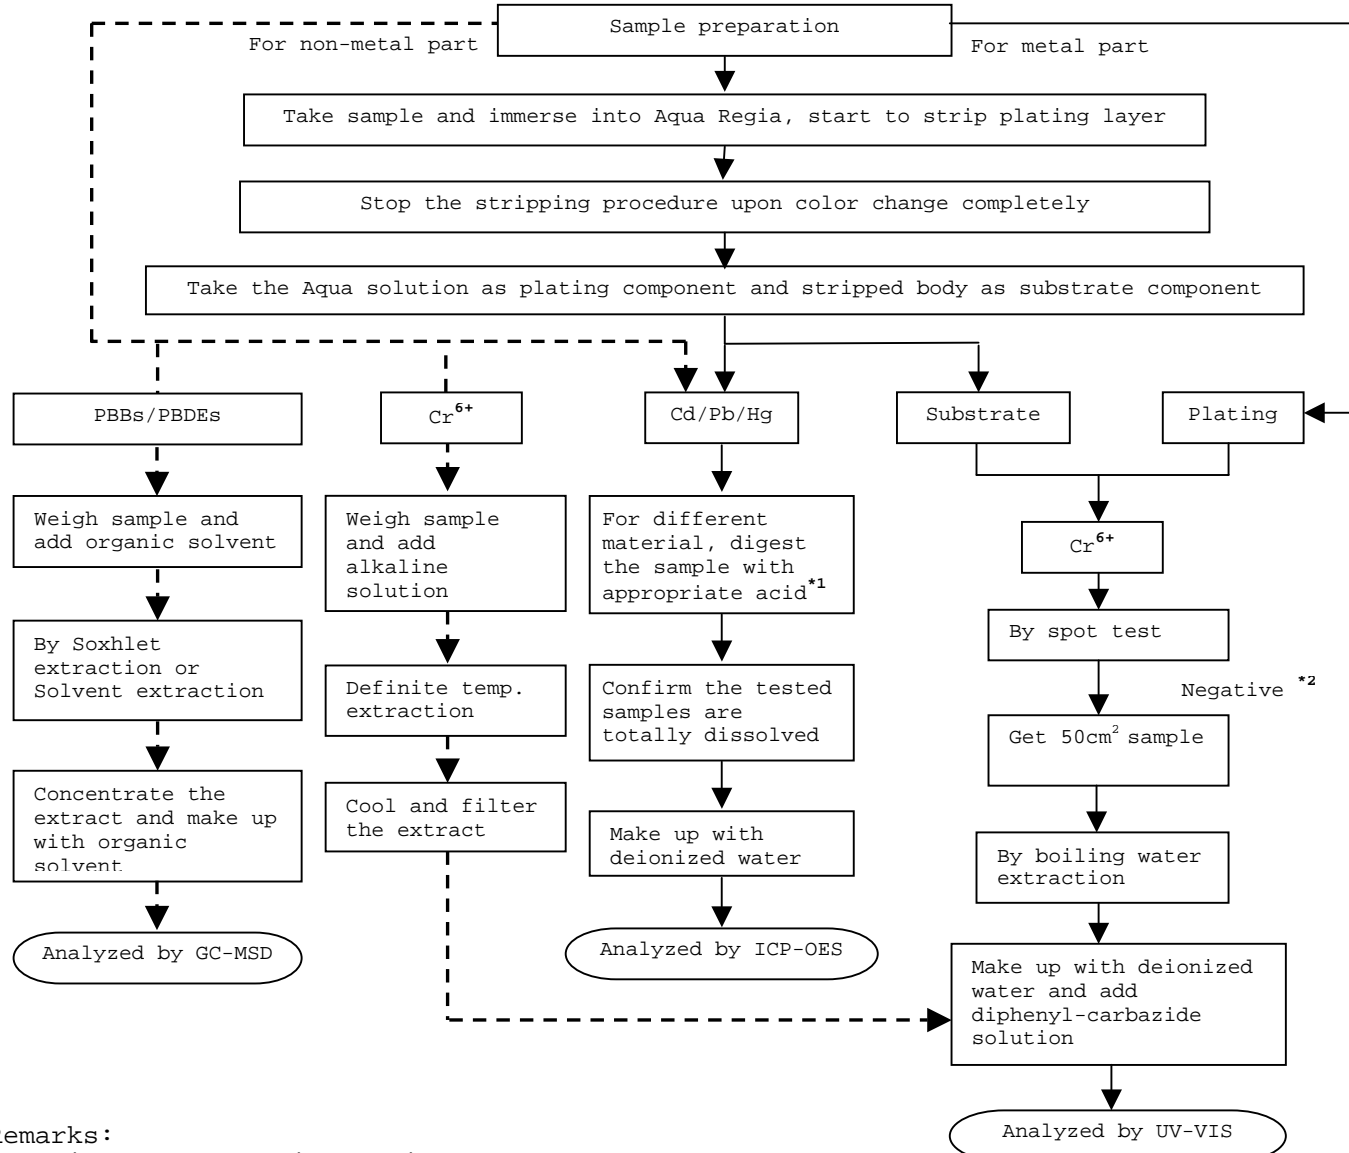 Sample preparation
For non-metal part
For metal part
Take sample and immerse into Aqua Regia, start to strip plating layer
Stop the stripping procedure upon color change completely
Take the Aqua solution as plating component and stripped body as substrate component
PBBs/PBDEs
Cr6+
Cd/Pb/Hg
Substrate
Plating
Weigh sample and
add organic solvent
Weigh sample
and add
alkaline
solution
For different
material, digest
the sample with
appropriate acid*1
Cr6+
By spot test
By Soxhlet
extraction or
Solvent extraction
Definite temp.
extraction
Confirm the tested
samples are
totally dissolved
Negative *2
Get 50cm2 sample
Concentrate the
extract and make up
with organic
solvent
Cool and filter
the extract
Make up with
deionized water
By boiling water
extraction
Analyzed by GC-MSD
Analyzed by ICP-OES
Make up with deionized
water and add
diphenyl-carbazide
solution
Analyzed by UV-VIS
emarks: